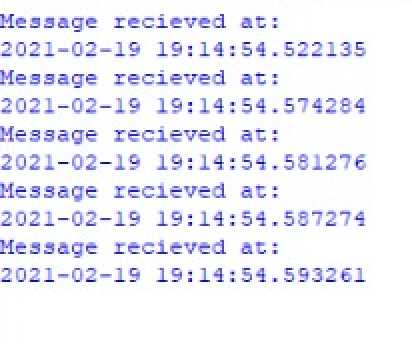 Message recieved at:
2021-02-19 19:14:54.522135
Message recieved at:
2021-02-19 19:14:54.574284
Message recieved at:
2021-02-19 19:14:54.581276
Message recieved at:
2021-02-19 19:14:54.587274
Message recieved at:
2021-02-19 19:14:54.593261